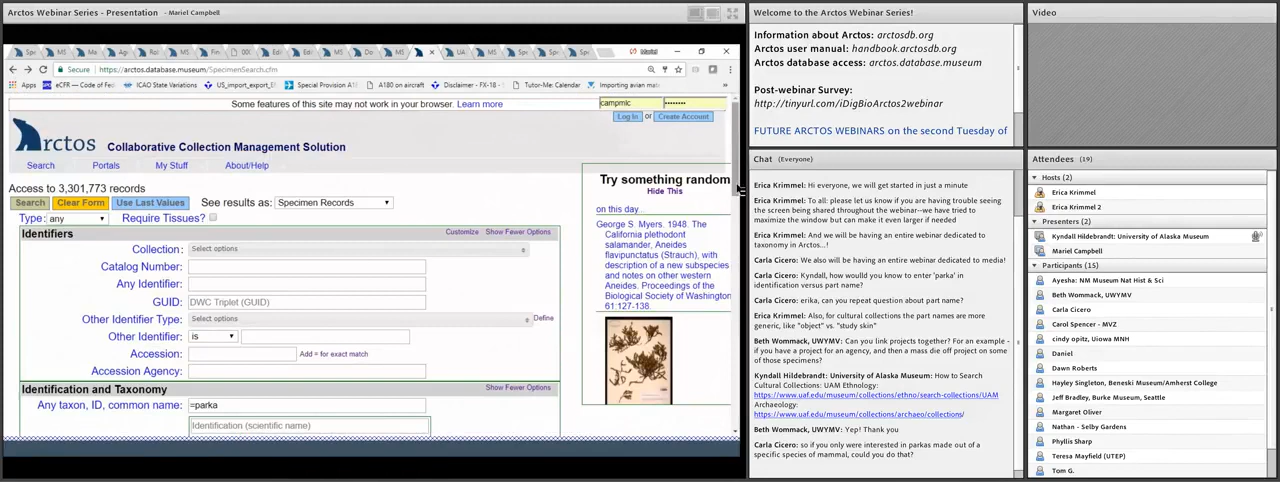 Arctos Webinar Series - Presentation - Mariel Campbell
Mariel
Secure https://arctos.database.museum/SpecimenSearch.cfm
Apps eCFR — Code of Fed ICAO Variations US_import_export_Ei Special Provision A1 A180 on aircraft Disclaimer - FX-18 - S Tutor-Me: Calendar Importing avian mat
Some features of this site may not work in your browser. Learn more
campmlc ••••••••
Log In or Create Account
Arctos Collaborative Collection Management Solution
Search Portals My Stuff About/Help
Access to 3,301,773 records
Search Clear Form Use Last Values See results as: Specimen Records
Type: any Require Tissues?
Identifiers Customize Show Fewer Options
Collection: Select options
Catalog Number:
Any Identifier:
GUID: DWC Triplet (GUID)
Other Identifier Type: Select options Define
Other Identifier: is
Accession: Add = for exact match
Accession Agency:
Identification and Taxonomy Show Fewer Options
Any taxon, ID, common name: =parka
Identification (scientific name)
Try something random
Hide This
on this day
George S. Myers. 1948. The
California plethodont
salamander, Aneides
flavipunctatus (Strauch), with
description of a new subspecies
and notes on other western
Aneides. Proceedings of the
Biological Society of Washington
61:127-138.
Welcome to the Arctos Webinar Series!
Information about Arctos: arctosdb.org
Arctos user manual: handbook.arctosdb.org
Arctos database access: arctos.database.museum
Post-webinar Survey:
http://tinyurl.com/iDigBioArctos2webinar
FUTURE ARCTOS WEBINARS on the second Tuesday of
Chat (Everyone)
Erica Krimmel: Hi everyone, we will get started in just a minute
Erica Krimmel: To all: please let us know if you are having trouble seeing
the screen being shared throughout the webinar--we have tried to
maximize the window but can make it even larger if needed
Erica Krimmel: And we will be having an entire webinar dedicated to
taxonomy in Arctos...!
Carla Cicero: We also will be having an entire webinar dedicated to media!
Carla Cicero: Kyndall, how wouldl you know to enter 'parka' in
identification versus part name?
Carla Cicero: erika, can you repeat question about part name?
Erica Krimmel: Also, for cultural collections the part names are more
generic, like "object" vs. "study skin"
Beth Wommack, UWYMV: Can you link projects together? For an example -
if you have a project for an agency, and then a mass die off project on some
of those specimens?
Kyndall Hildebrandt: University of Alaska Museum: How to Search
Cultural Collections: UAM Ethnology:
https://www.uaf.edu/museum/collections/ethno/search-collections/UAM
Archaeology:
https://www.uaf.edu/museum/collections/archaeo/collections/
Beth Wommack, UWYMV: Yep! Thank you
Carla Cicero: so if you only were interested in parkas made out of a
specific species of mammal, could you do that?
Video
Attendees (19)
Hosts (2)
Erica Krimmel
Erica Krimmel 2
Presenters (2)
Kyndall Hildebrandt: University of Alaska Museum
Mariel Campbell
Participants (15)
Ayesha: NM Museum Nat Hist & Sci
Beth Wommack, UWYMV
Carla Cicero
Carol Spencer - MVZ
cindy opitz, Uiowa MNH
Daniel
Dawn Roberts
Hayley Singleton, Beneski Museum/Amherst College
Jeff Bradley, Burke Museum, Seattle
Margaret Oliver
Nathan - Selby Gardens
Phyllis Sharp
Teresa Mayfield (UTEP)
Tom G.